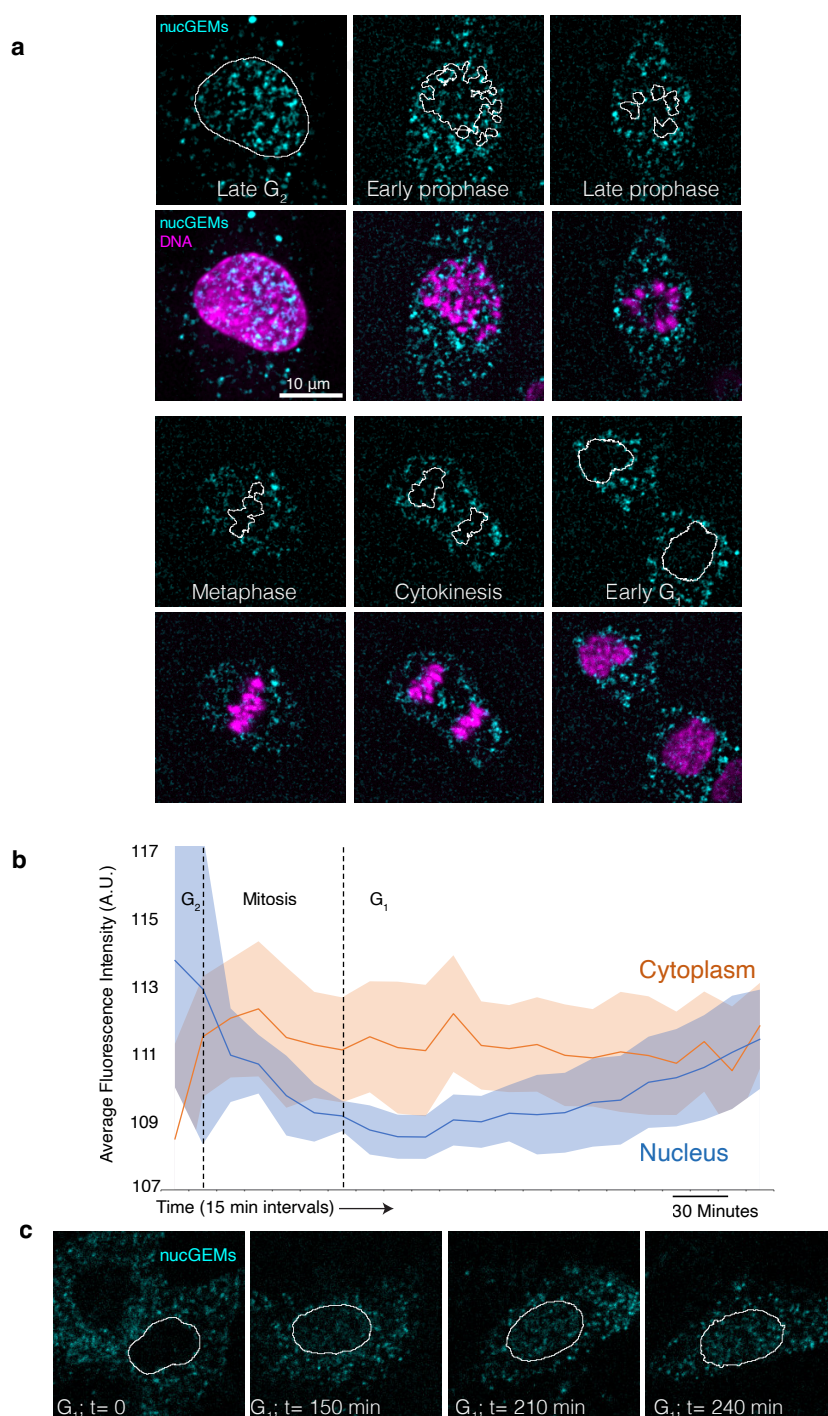 a
nucGEMs
Late G₂
Early prophase
Late prophase
nucGEMs
DNA
10 μm
Metaphase
Cytokinesis
Early G₁
b
117
115
113
111
109
107
Average Fluorescence Intensity (A.U.)
G₂
Mitosis
G₁
Cytoplasm
Nucleus
Time (15 min intervals)
30 Minutes
c
nucGEMs
G₁; t= 0
G₁; t= 150 min
G₁; t= 210 min
G₁; t= 240 min